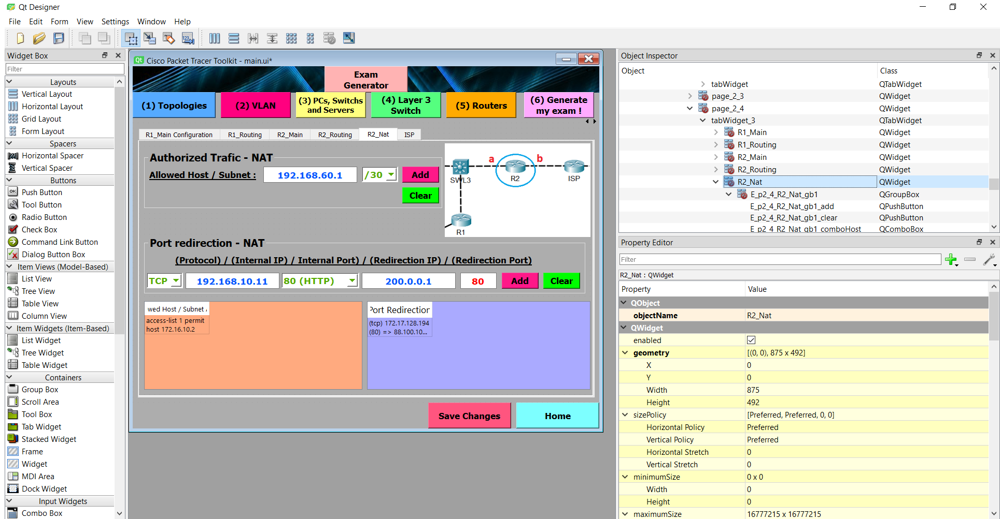 Qt Designer
File Edit Form View Settings Window Help
Widget Box
Filter
Layouts
Vertical Layout
Horizontal Layout
Grid Layout
Form Layout
Spacers
Horizontal Spacer
Vertical Spacer
Buttons
Push Button
Tool Button
Radio Button
Check Box
Command Link Button
Dialog Button Box
Item Views (Model-Based)
List View
Tree View
Table View
Column View
Item Widgets (Item-Based)
List Widget
Tree Widget
Table Widget
Containers
Group Box
Scroll Area
Tool Box
Tab Widget
Stacked Widget
Frame
Widget
MDI Area
Dock Widget
Input Widgets
Combo Box
Qt Cisco Packet Tracer Toolkit - main.ui*
Exam
Generator
(1) Topologies
(2) VLAN
(3) PCs, Switchs
and Servers
(4) Layer 3
Switch
(5) Routers
(6) Generate
my exam !
R1_Main Configuration R1_Routing R2_Main R2_Routing R2_Nat ISP
Authorized Trafic - NAT
Allowed Host / Subnet : 192.168.60.1 /30 Add
Clear
a b
SWL3 R2 ISP
R1
Port redirection - NAT
(Protocol) / (Internal IP) / Internal Port) / (Redirection IP) / (Redirection Port)
TCP 192.168.10.11 80 (HTTP) 200.0.0.1 80 Add Clear
wed Host / Subnet
access-list 1 permit
host 172.16.10.2
Port Redirection
(tcp) 172.17.128.194
(80) => 88.100.10...
Save Changes Home
Object Inspector
Object Class
tabWidget QTabWidget
page_2_3 QWidget
page_2_4 QWidget
tabWidget_3 QTabWidget
R1_Main QWidget
R1_Routing QWidget
R2_Main QWidget
R2_Routing QWidget
R2_Nat QWidget
E_p2_4_R2_Nat_gb1 QGroupBox
E_p2_4_R2_Nat_gb1_add QPushButton
E_p2_4_R2_Nat_gb1_clear QPushButton
E_p2_4_R2_Nat_gb1_comboHost QComboBox
Property Editor
Filter
R2_Nat : QWidget
Property Value
QObject
objectName R2_Nat
QWidget
enabled
geometry [(0, 0), 875 x 492]
X 0
Y 0
Width 875
Height 492
sizePolicy [Preferred, Preferred, 0, 0]
Horizontal Policy Preferred
Vertical Policy Preferred
Horizontal Stretch 0
Vertical Stretch 0
minimumSize 0 x 0
Width 0
Height 0
maximumSize 16777215 x 16777215